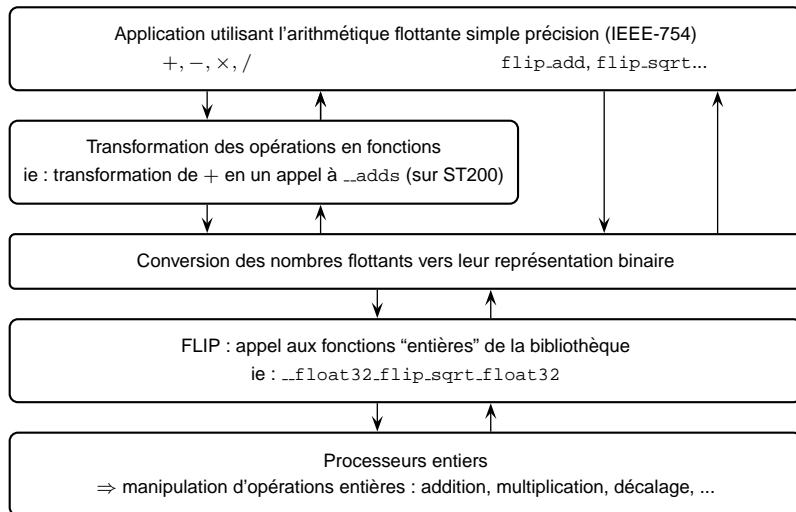 Application utilisant l'arithmétique flottante simple précision (IEEE-754)
+, −, ×, / flip_add, flip_sqrt...
Transformation des opérations en fonctions
ie : transformation de + en un appel à __adds (sur ST200)
Conversion des nombres flottants vers leur représentation binaire
FLIP : appel aux fonctions “entières” de la bibliothèque
ie : __float32_flip_sqrt_float32
Processeurs entiers
⇒ manipulation d'opérations entières : addition, multiplication, décalage, ...